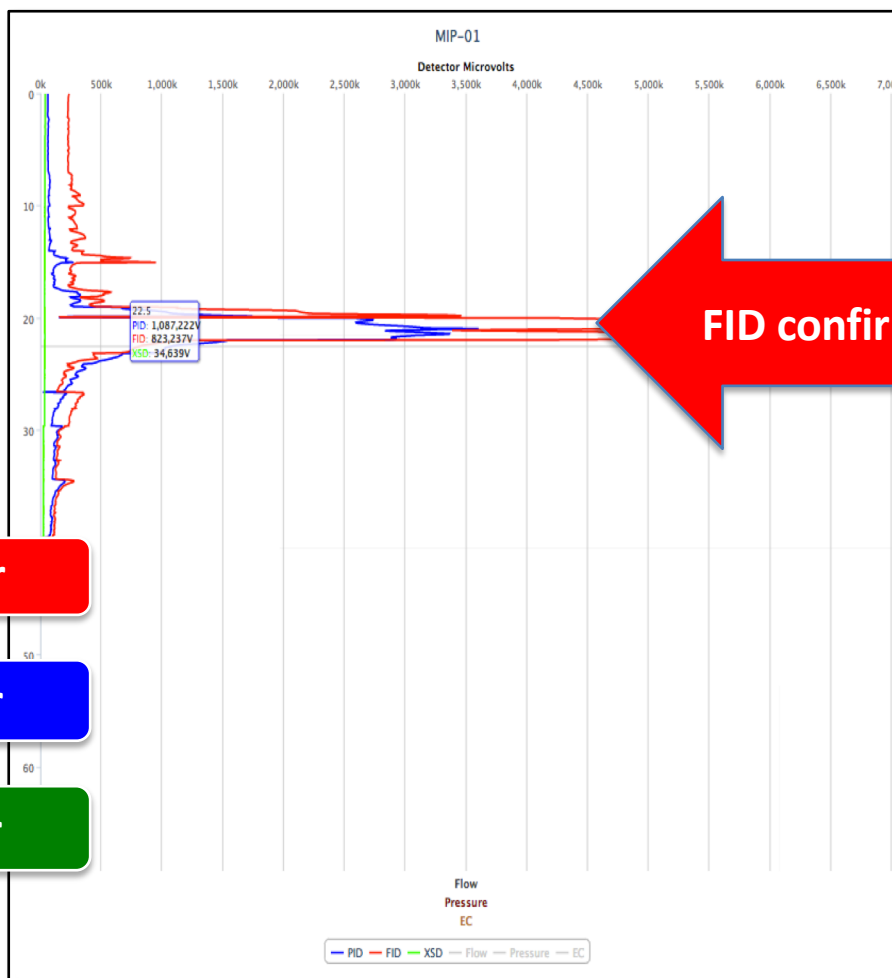 MIP-01
Detector Microvolts
0k 500k 1,000k 1,500k 2,000k 2,500k 3,000k 3,500k 4,000k 4,500k 5,000k 5,500k 6,000k 6,500k
0
10
20
22.5
PID: 1,087,222V
FID: 823,237V
XSD: 34,639V
FID confir
30
50
60
Flow
Pressure
EC
PID FID XSD Flow Pressure EC